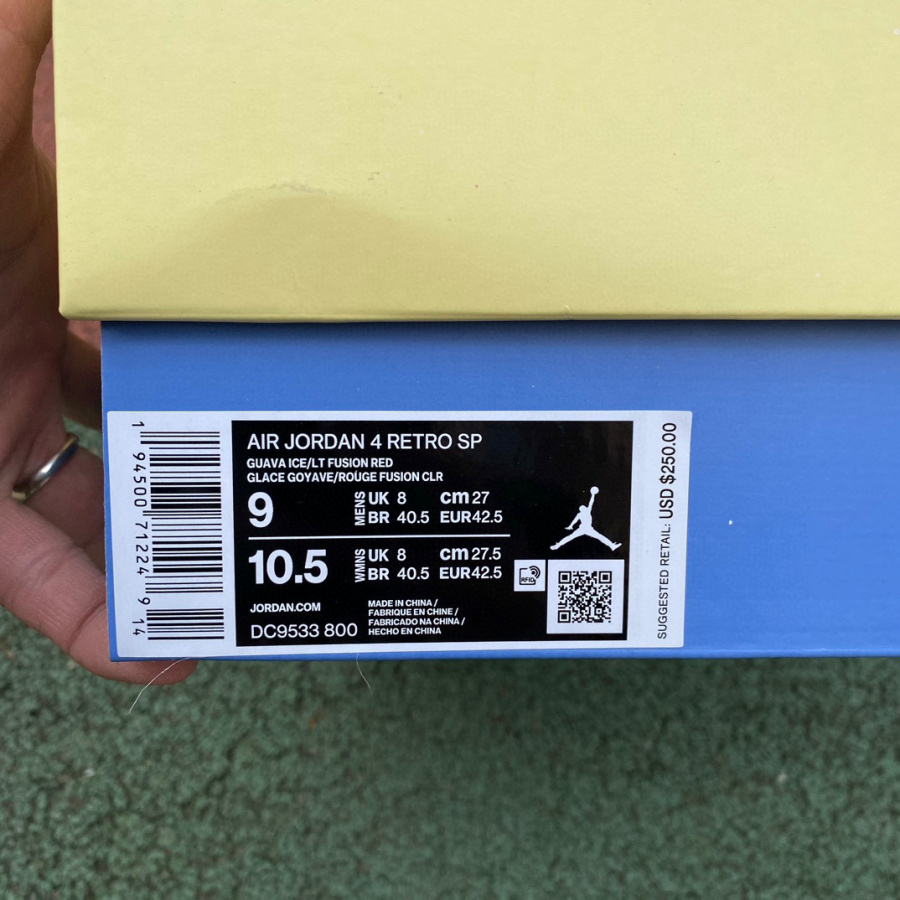 1 94500 71224 9 14
AIR JORDAN 4 RETRO SP
GUAVA ICE/LT FUSION RED
GLACE GOYAVE/ROUGE FUSION CLR
9 MENS UK 8 cm 27
BR 40.5 EUR 42.5
10.5 WMNS UK 8 cm 27.5
BR 40.5 EUR 42.5
RFID
JORDAN.COM
DC9533 800
MADE IN CHINA /
FABRIQUE EN CHINE /
FABRICADO NA CHINA /
HECHO EN CHINA
SUGGESTED RETAIL: USD $250.00